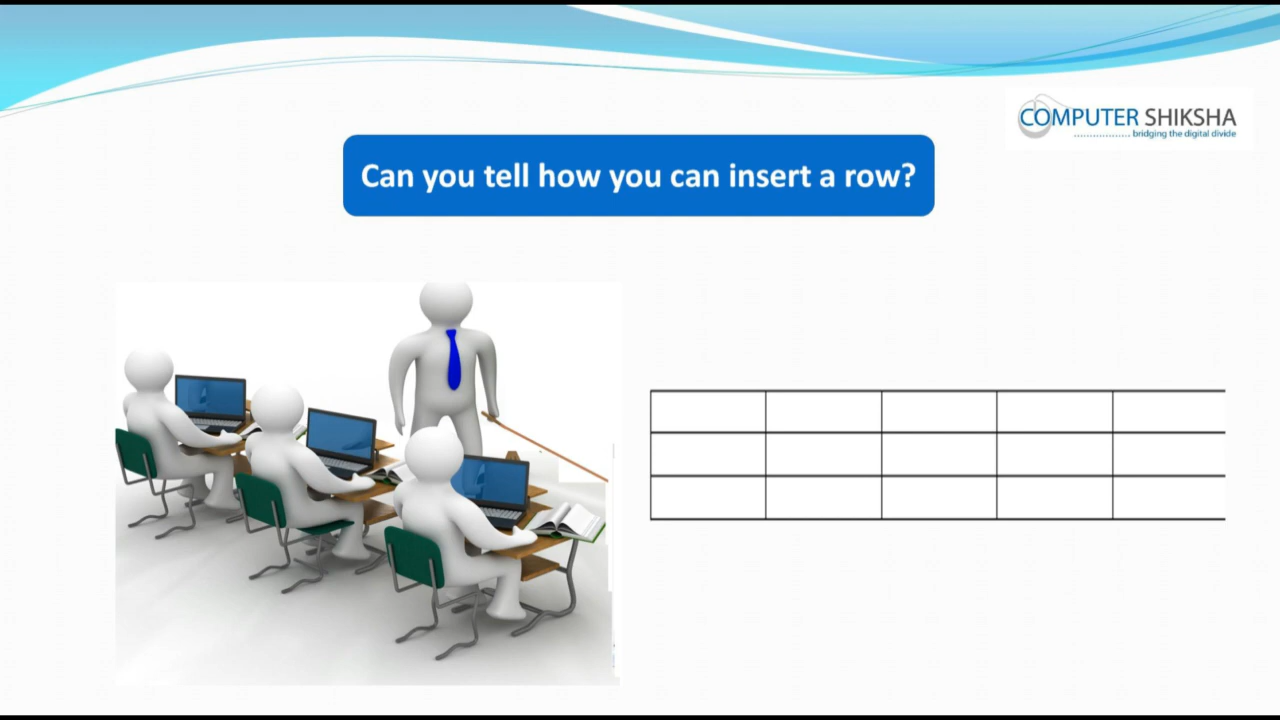 COMPUTER SHIKSHA
bridging the digital divide
Can you tell how you can insert a row?